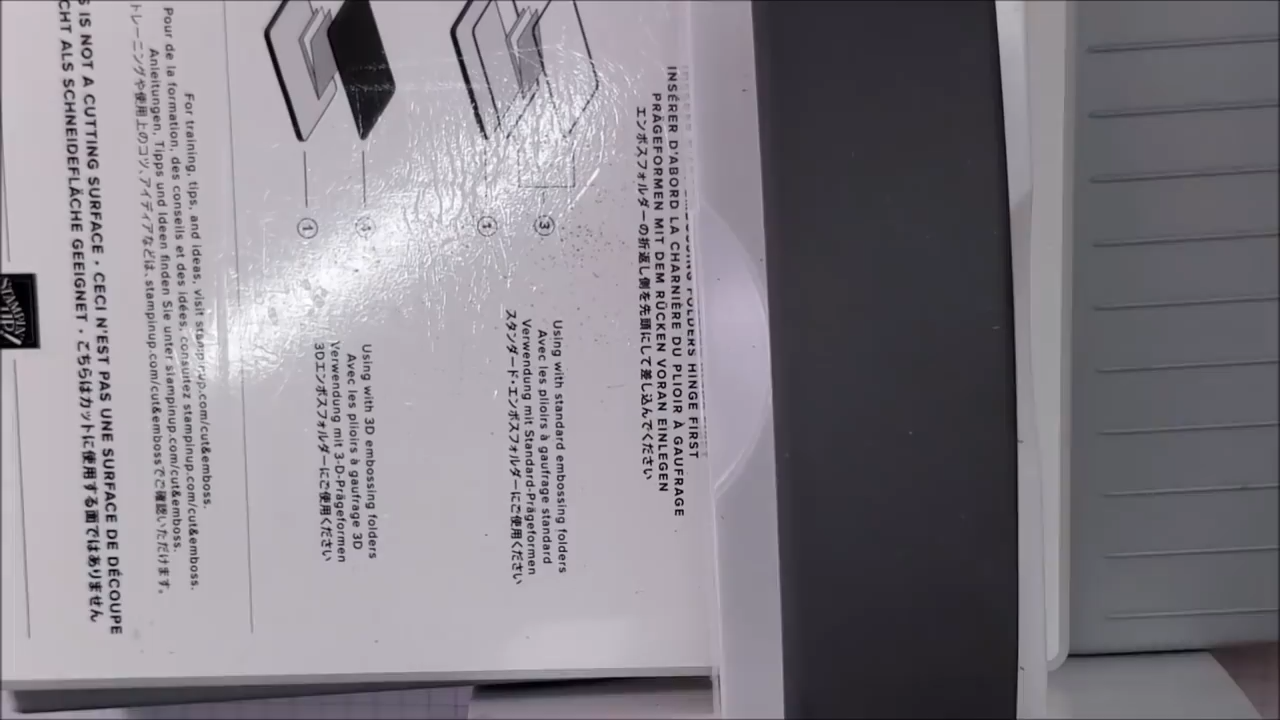 FOLDERS HINGE FIRST
INSÉRER D'ABORD LA CHARNIÈRE DU PLIOIR À GAUFRAGE
PRÄGEFORMEN MIT DEM RÜCKEN VORAN EINLEGEN
エンボスフォルダーの折返し側を先頭にして差し込んでください
3
1
Using with standard embossing folders
Avec les plioirs à gaufrage standard
Verwendung mit Standard-Prägeformen
スタンダード・エンボスフォルダーにご使用ください
4
1
Using with 3D embossing folders
Avec les plioirs à gaufrage 3D
Verwendung mit 3-D-Prägeformen
3Dエンボスフォルダーにご使用ください
For training, tips, and ideas, visit stampinup.com/cut&emboss.
Pour de la formation, des conseils et des idées, consultez stampinup.com/cut&emboss.
Anleitungen, Tipps und Ideen finden Sie unter stampinup.com/cut&emboss.
トレーニングや使用上のコツ、アイディアなどは、stampinup.com/cut&embossでご確認いただけます。
IS NOT A CUTTING SURFACE • CECI N'EST PAS UNE SURFACE DE DÉCOUPE
ALS SCHNEIDEFLÄCHE GEEIGNET • こちらはカットに使用する面ではありません
STAMPIN'
UP!